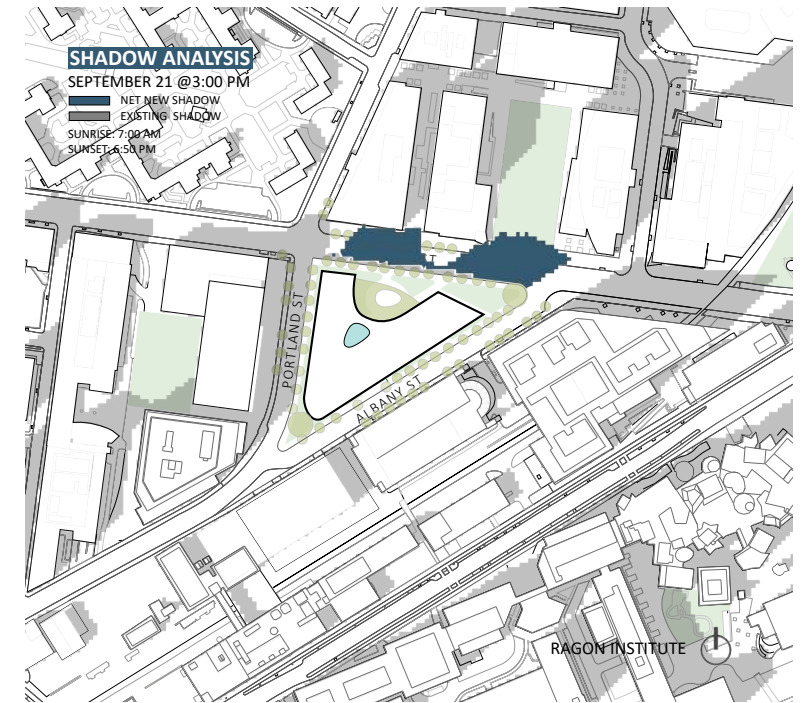 SHADOW ANALYSIS
SEPTEMBER 21 @3:00 PM
NET NEW SHADOW
EXISTING SHADOW
SUNRISE: 7:00 AM
SUNSET: 6:50 PM
PORTLAND ST
ALBANY ST
RAGON INSTITUTE